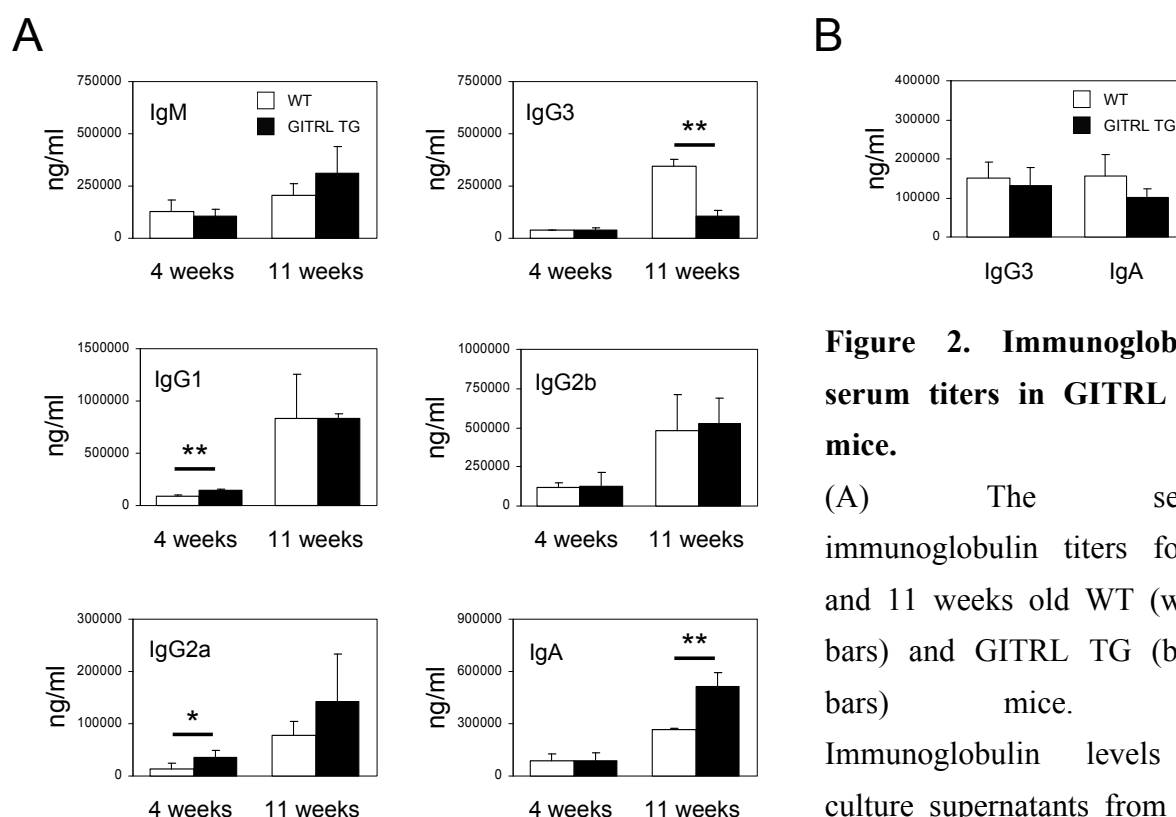 A
750000
500000
250000
0
ng/ml
IgM
WT
GITRL TG
4 weeks 11 weeks
750000
500000
250000
0
ng/ml
IgG3
**
4 weeks 11 weeks
1500000
1000000
500000
0
ng/ml
IgG1
**
4 weeks 11 weeks
1000000
750000
500000
250000
0
ng/ml
IgG2b
4 weeks 11 weeks
300000
200000
100000
0
ng/ml
IgG2a
*
4 weeks 11 weeks
900000
600000
300000
0
ng/ml
IgA
**
4 weeks 11 weeks
B
400000
300000
200000
100000
0
ng/ml
WT
GITRL TG
IgG3 IgA
Figure 2. Immunoglob
serum titers in GITRL
mice.
(A) The se
immunoglobulin titers fo
and 11 weeks old WT (w
bars) and GITRL TG (b
bars) mice.
Immunoglobulin levels
culture supernatants from